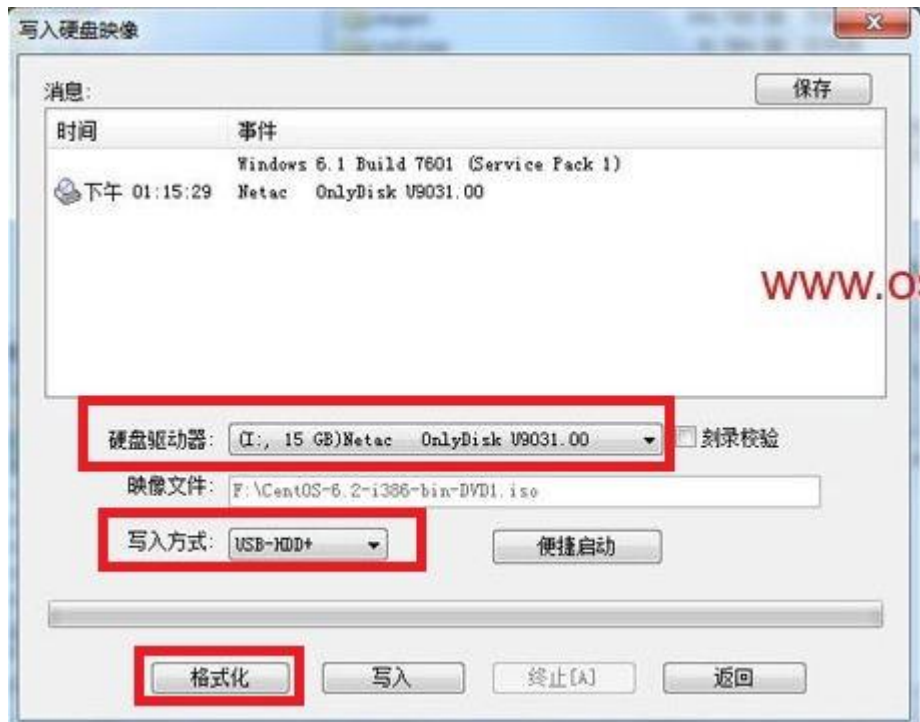 写入硬盘映像
消息:
保存
时间 事件
Windows 6.1 Build 7601 (Service Pack 1)
下午 01:15:29 Netac OnlyDisk V9031.00
www.os
硬盘驱动器: (I:, 15 GB)Netac OnlyDisk V9031.00 刻录校验
映像文件: F:\CentOS-6.2-i386-bin-DVD1.iso
写入方式: USB-HDD+ 便捷启动
格式化 写入 终止[A] 返回